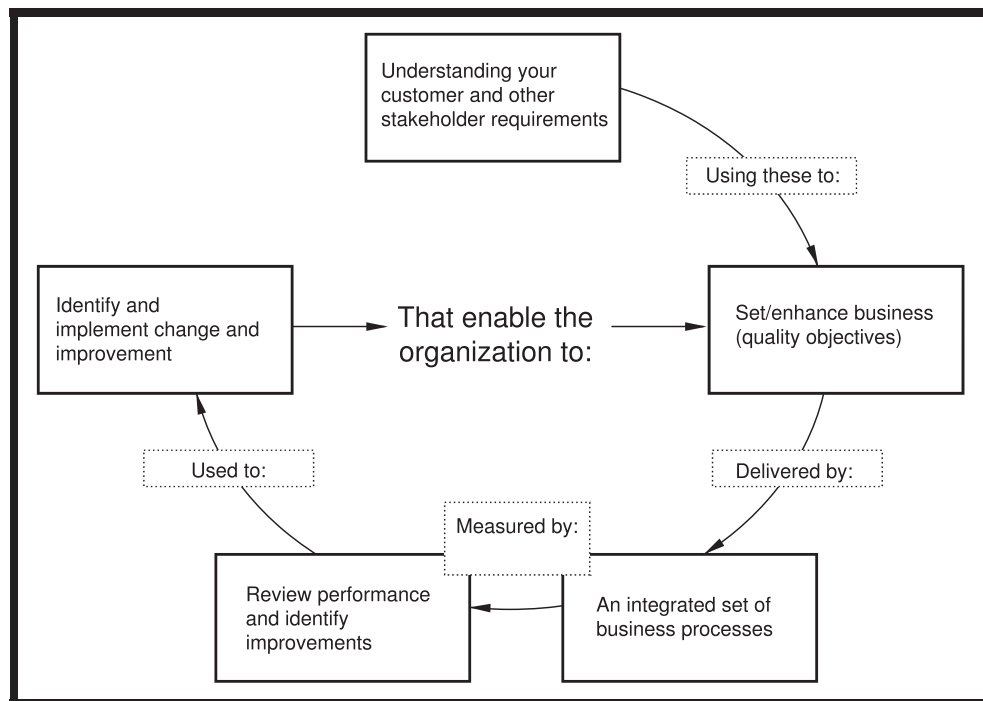 Understanding your
customer and other
stakeholder requirements
Using these to:
Identify and
implement change and
improvement
That enable the
organization to:
Set/enhance business
(quality objectives)
Used to:
Delivered by:
Measured by:
Review performance
and identify
improvements
An integrated set of
business processes